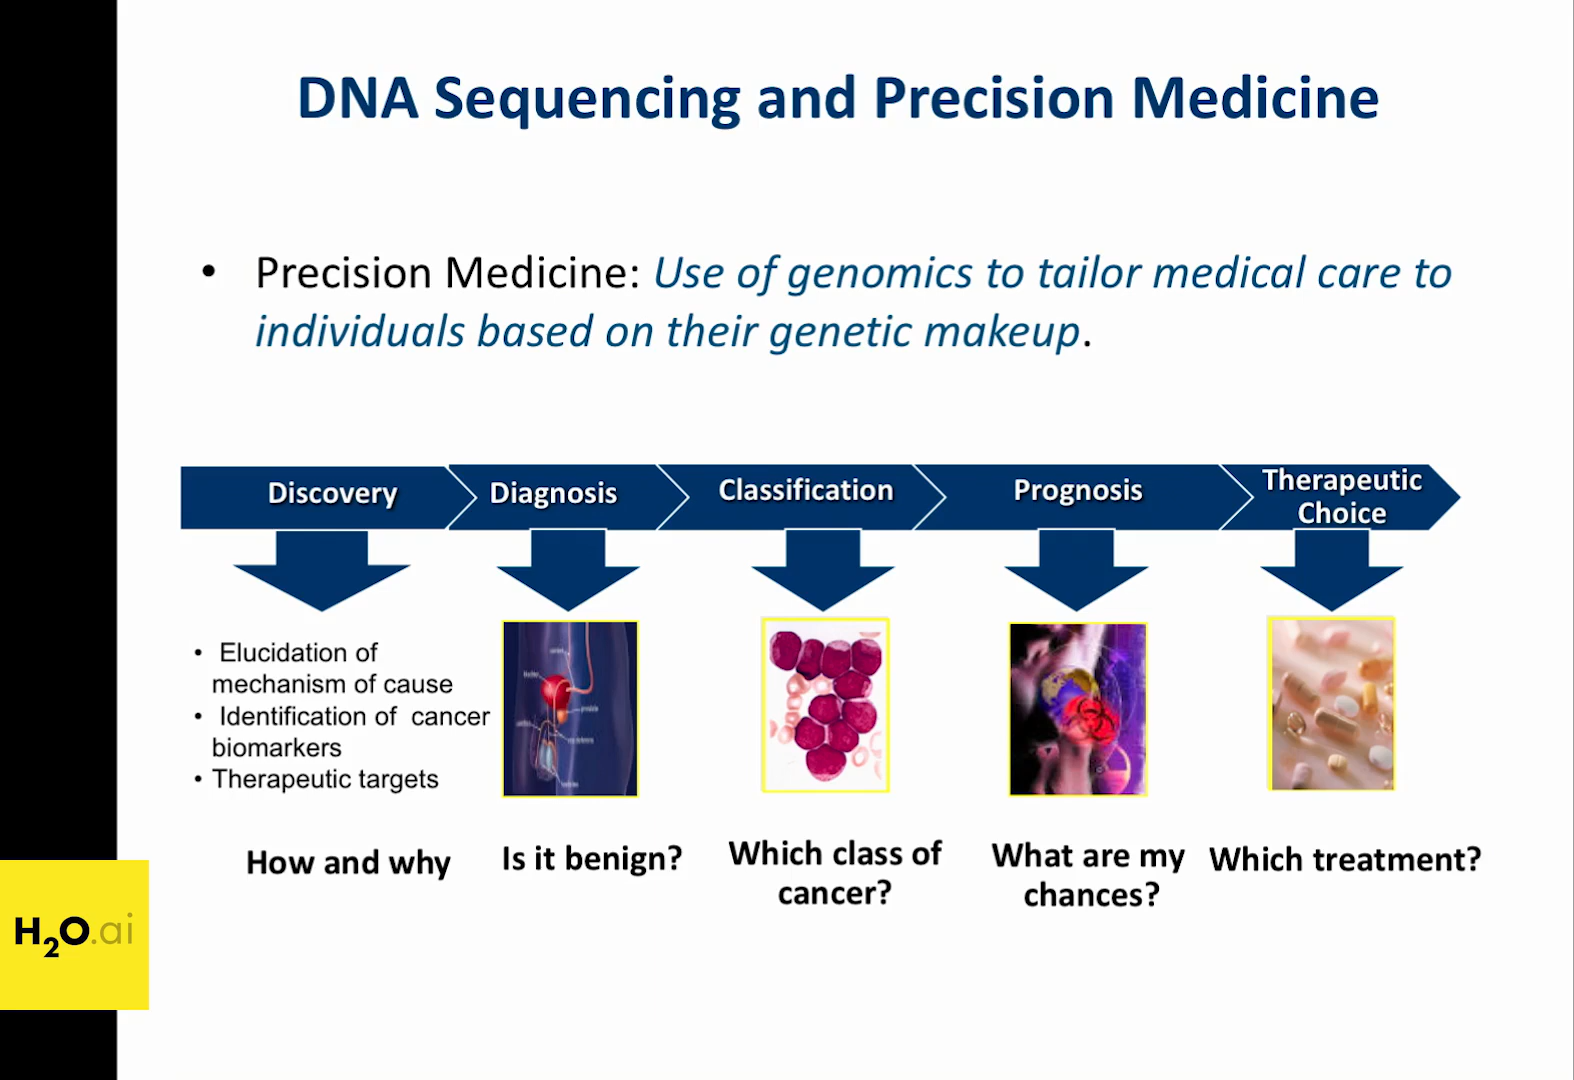 DNA Sequencing and Precision Medicine
• Precision Medicine: Use of genomics to tailor medical care to
individuals based on their genetic makeup.
Discovery
Diagnosis
Classification
Prognosis
Therapeutic
Choice
• Elucidation of
mechanism of cause
• Identification of cancer
biomarkers
• Therapeutic targets
How and why
Is it benign?
Which class of
cancer?
What are my
chances?
Which treatment?
H2O.ai